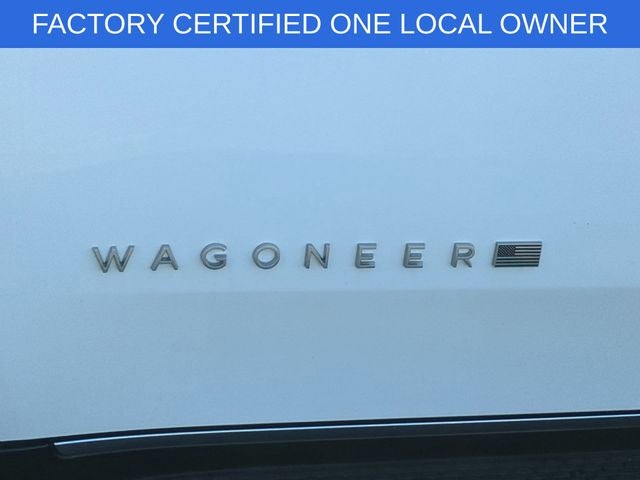 FACTORY CERTIFIED ONE LOCAL OWNER
WAGONEER